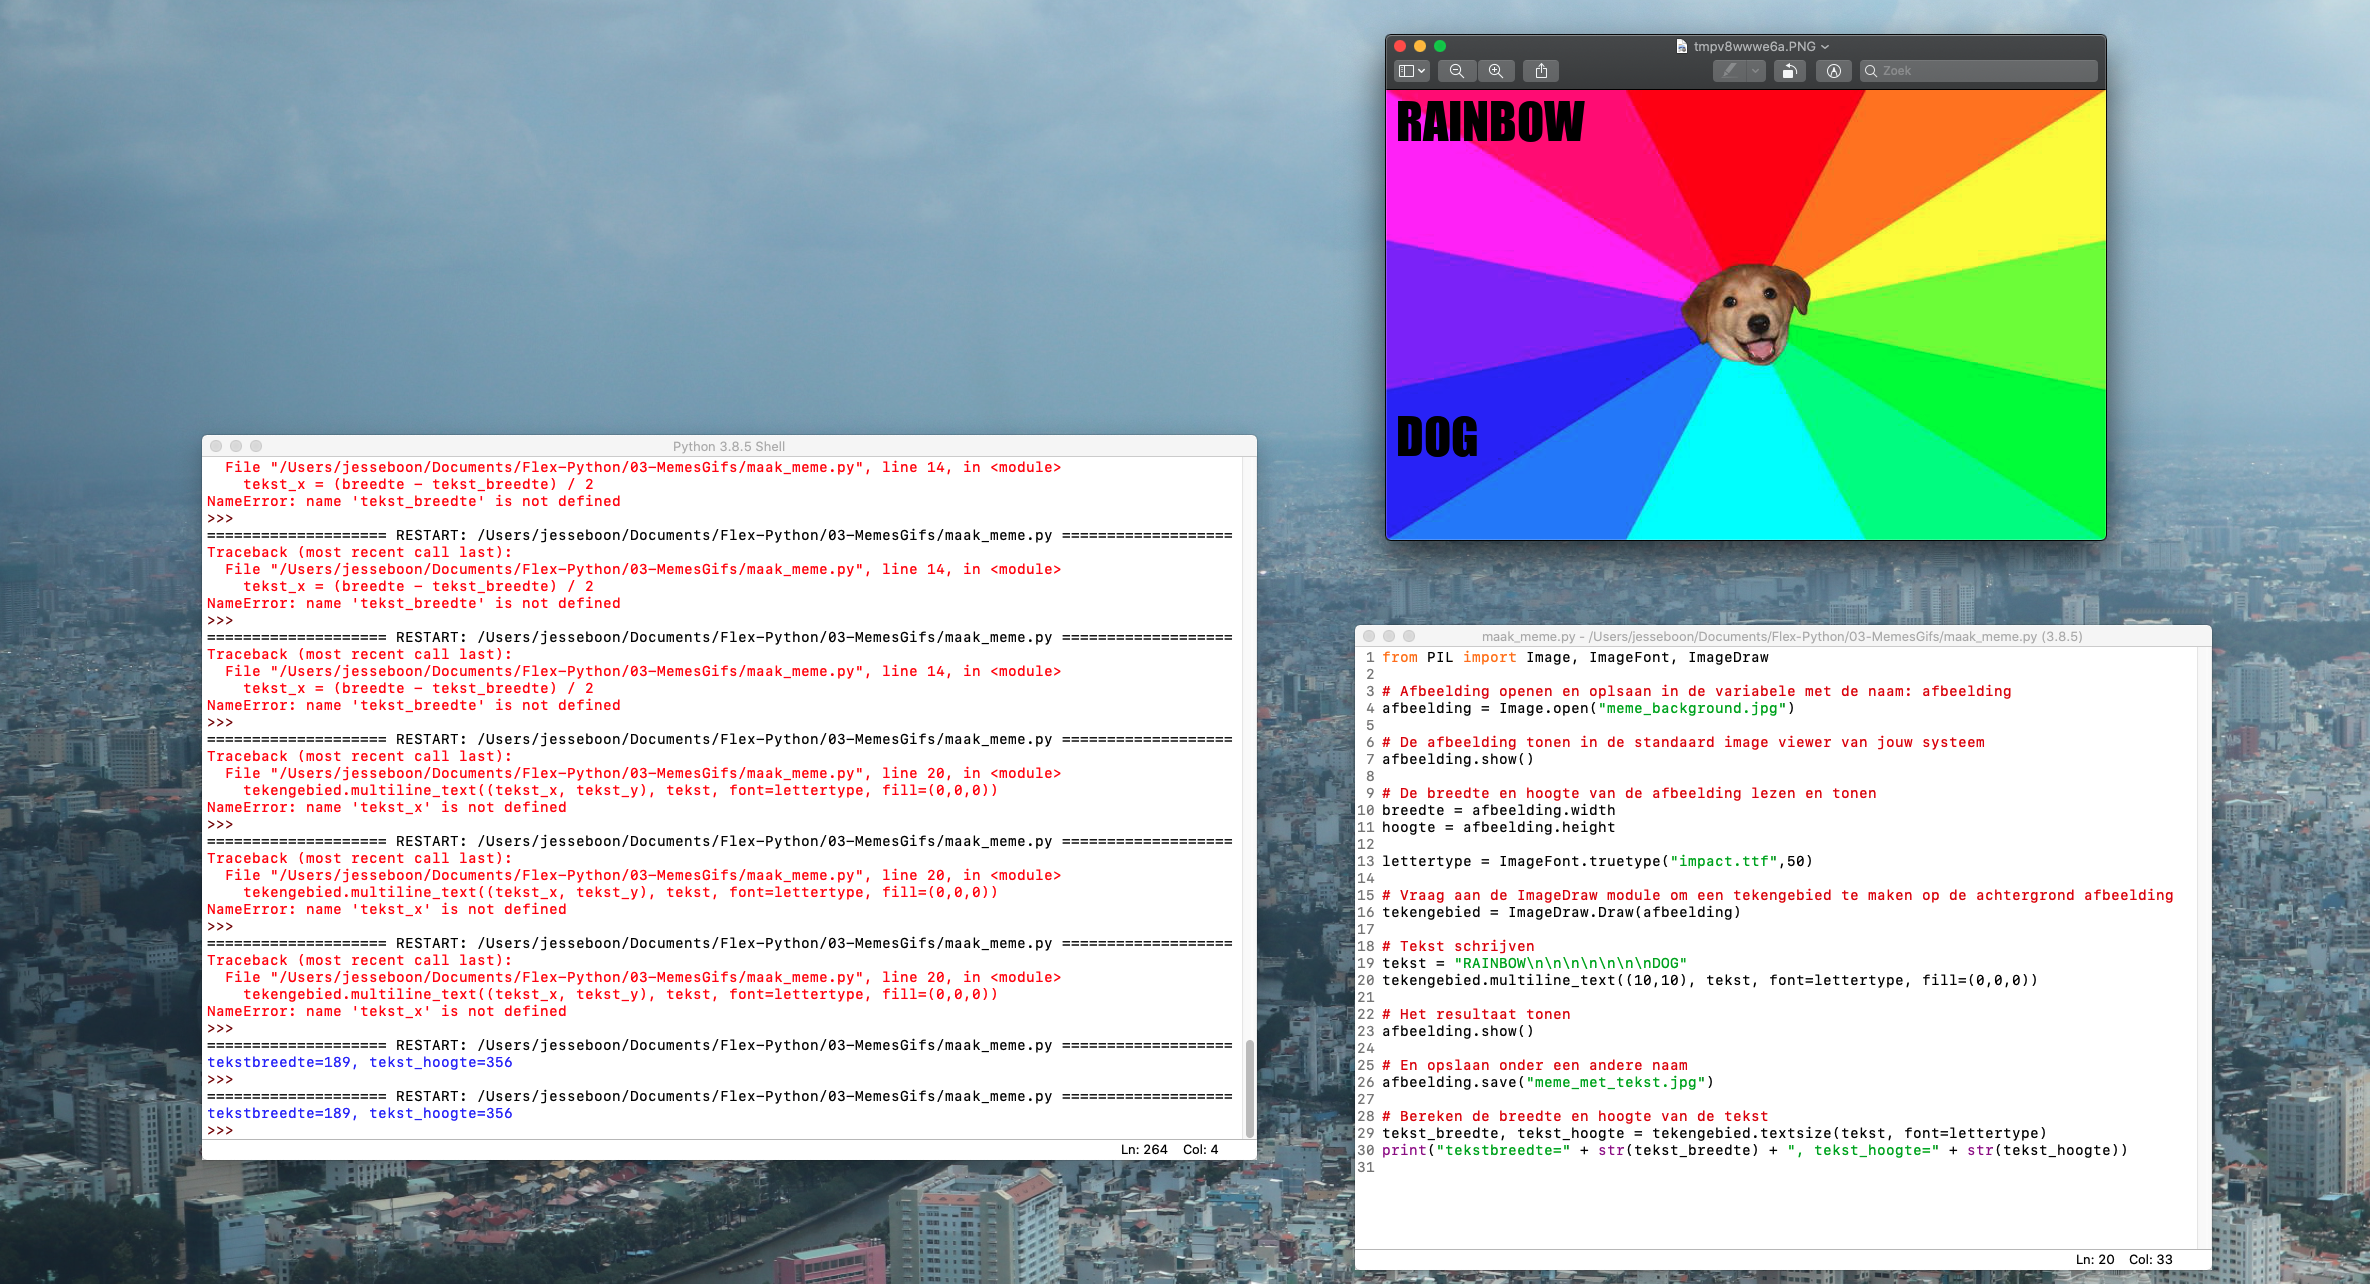 Python 3.8.5 Shell
File "/Users/jesseboon/Documents/Flex-Python/03-MemesGifs/maak_meme.py", line 14, in <module>
tekst_x = (breedte - tekst_breedte) / 2
NameError: name 'tekst_breedte' is not defined
>>>
=================== RESTART: /Users/jesseboon/Documents/Flex-Python/03-MemesGifs/maak_meme.py ===================
Traceback (most recent call last):
File "/Users/jesseboon/Documents/Flex-Python/03-MemesGifs/maak_meme.py", line 14, in <module>
tekst_x = (breedte - tekst_breedte) / 2
NameError: name 'tekst_breedte' is not defined
>>>
=================== RESTART: /Users/jesseboon/Documents/Flex-Python/03-MemesGifs/maak_meme.py ===================
Traceback (most recent call last):
File "/Users/jesseboon/Documents/Flex-Python/03-MemesGifs/maak_meme.py", line 14, in <module>
tekst_x = (breedte - tekst_breedte) / 2
NameError: name 'tekst_breedte' is not defined
>>>
=================== RESTART: /Users/jesseboon/Documents/Flex-Python/03-MemesGifs/maak_meme.py ===================
Traceback (most recent call last):
File "/Users/jesseboon/Documents/Flex-Python/03-MemesGifs/maak_meme.py", line 20, in <module>
tekengebied.multiline_text((tekst_x, tekst_y), tekst, font=lettertype, fill=(0,0,0))
NameError: name 'tekst_x' is not defined
>>>
=================== RESTART: /Users/jesseboon/Documents/Flex-Python/03-MemesGifs/maak_meme.py ===================
Traceback (most recent call last):
File "/Users/jesseboon/Documents/Flex-Python/03-MemesGifs/maak_meme.py", line 20, in <module>
tekengebied.multiline_text((tekst_x, tekst_y), tekst, font=lettertype, fill=(0,0,0))
NameError: name 'tekst_x' is not defined
>>>
=================== RESTART: /Users/jesseboon/Documents/Flex-Python/03-MemesGifs/maak_meme.py ===================
Traceback (most recent call last):
File "/Users/jesseboon/Documents/Flex-Python/03-MemesGifs/maak_meme.py", line 20, in <module>
tekengebied.multiline_text((tekst_x, tekst_y), tekst, font=lettertype, fill=(0,0,0))
NameError: name 'tekst_x' is not defined
>>>
=================== RESTART: /Users/jesseboon/Documents/Flex-Python/03-MemesGifs/maak_meme.py ===================
tekstbreedte=189, tekst_hoogte=356
>>>
=================== RESTART: /Users/jesseboon/Documents/Flex-Python/03-MemesGifs/maak_meme.py ===================
tekstbreedte=189, tekst_hoogte=356
>>>
Ln: 264 Col: 4
tmpv8wwwe6a.PNG
Zoek
RAINBOW
DOG
maak_meme.py - /Users/jesseboon/Documents/Flex-Python/03-MemesGifs/maak_meme.py (3.8.5)
1 from PIL import Image, ImageFont, ImageDraw
2
3 # Afbeelding openen en oplsaan in de variabele met de naam: afbeelding
4 afbeelding = Image.open("meme_background.jpg")
5
6 # De afbeelding tonen in de standaard image viewer van jouw systeem
7 afbeelding.show()
8
9 # De breedte en hoogte van de afbeelding lezen en tonen
10 breedte = afbeelding.width
11 hoogte = afbeelding.height
12
13 lettertype = ImageFont.truetype("impact.ttf",50)
14
15 # Vraag aan de ImageDraw module om een tekengebied te maken op de achtergrond afbeelding
16 tekengebied = ImageDraw.Draw(afbeelding)
17
18 # Tekst schrijven
19 tekst = "RAINBOW\n\n\n\n\n\n\nDOG"
20 tekengebied.multiline_text((10,10), tekst, font=lettertype, fill=(0,0,0))
21
22 # Het resultaat tonen
23 afbeelding.show()
24
25 # En opslaan onder een andere naam
26 afbeelding.save("meme_met_tekst.jpg")
27
28 # Bereken de breedte en hoogte van de tekst
29 tekst_breedte, tekst_hoogte = tekengebied.textsize(tekst, font=lettertype)
30 print("tekstbreedte=" + str(tekst_breedte) + ", tekst_hoogte=" + str(tekst_hoogte))
31
Ln: 20 Col: 33